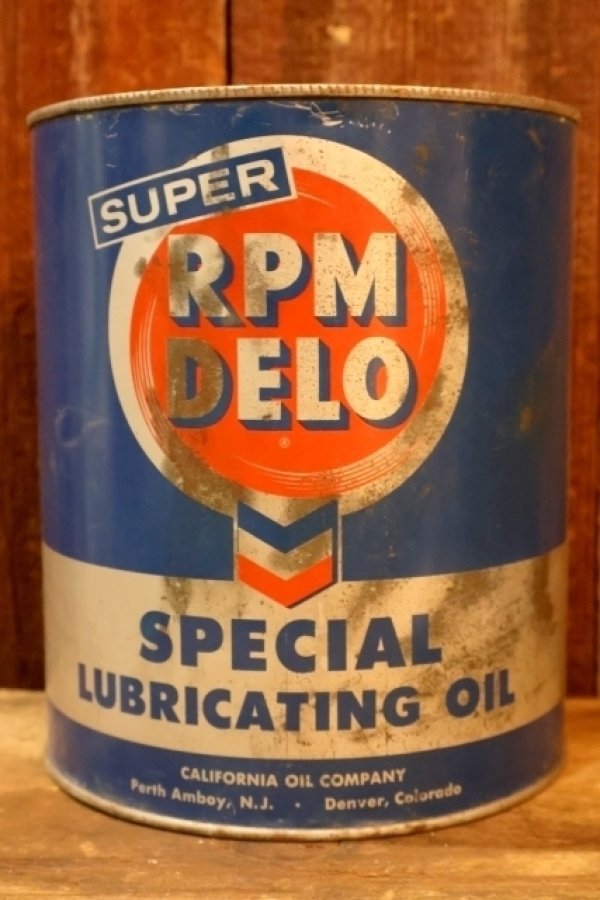 SUPER
RPM
DELO
®
SPECIAL
LUBRICATING OIL
CALIFORNIA OIL COMPANY
Perth Amboy, N.J. · Denver, Colorado